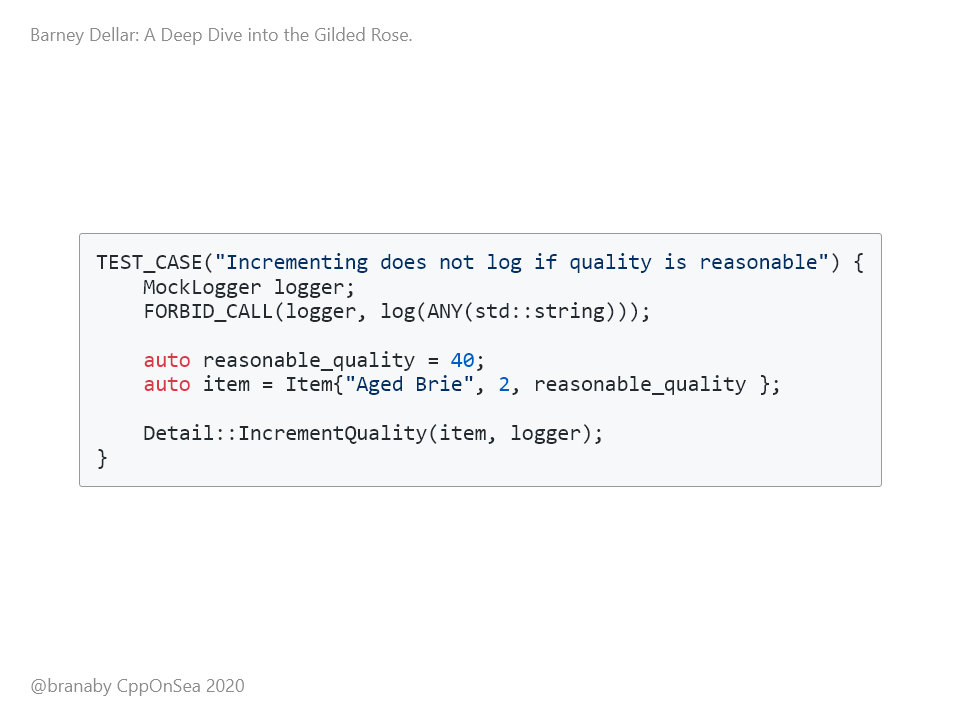 Barney Dellar: A Deep Dive into the Gilded Rose.
TEST_CASE("Incrementing does not log if quality is reasonable") {
    MockLogger logger;
    FORBID_CALL(logger, log(ANY(std::string)));
    auto reasonable_quality = 40;
    auto item = Item{"Aged Brie", 2, reasonable_quality };
    Detail::IncrementQuality(item, logger);
}
@branaby CppOnSea 2020